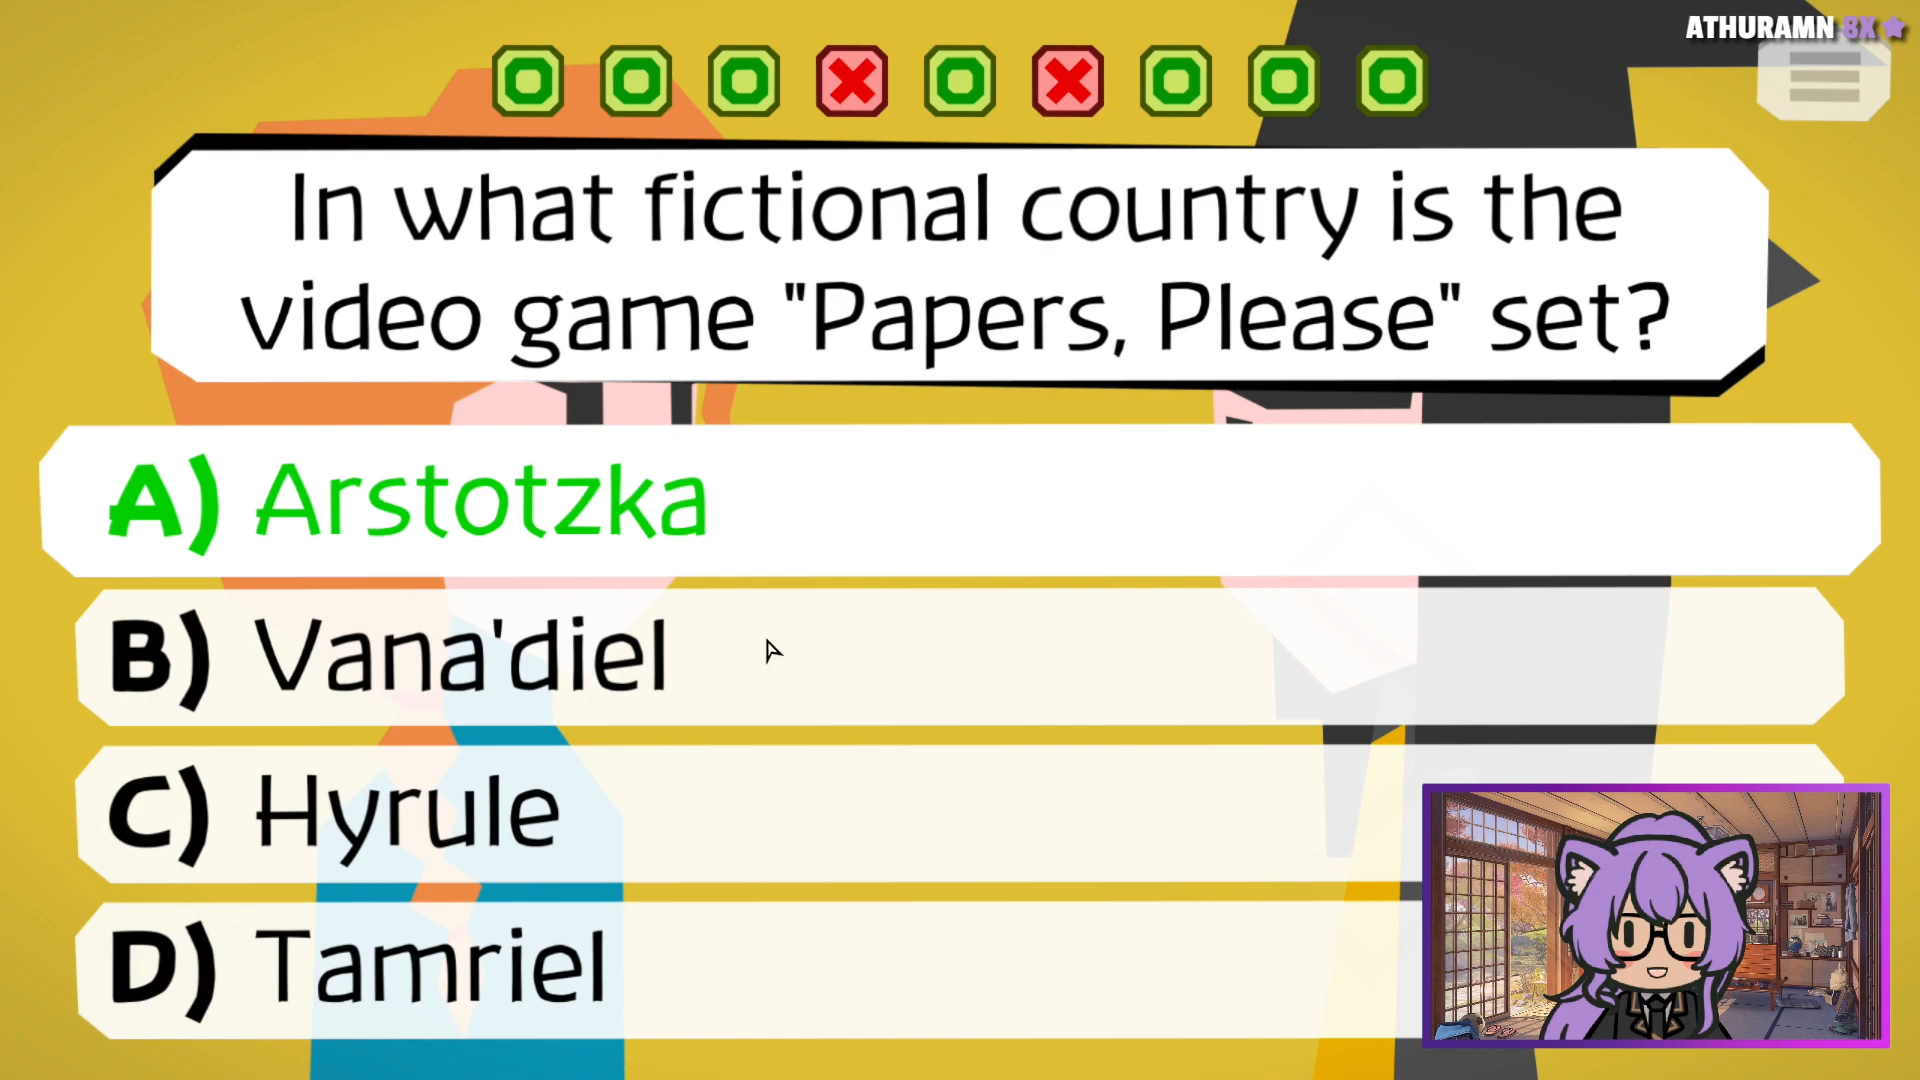 ATHURAMN 8X
In what fictional country is the
video game "Papers, Please" set?
A) Arstotzka
B) Vana'diel
C) Hyrule
D) Tamriel